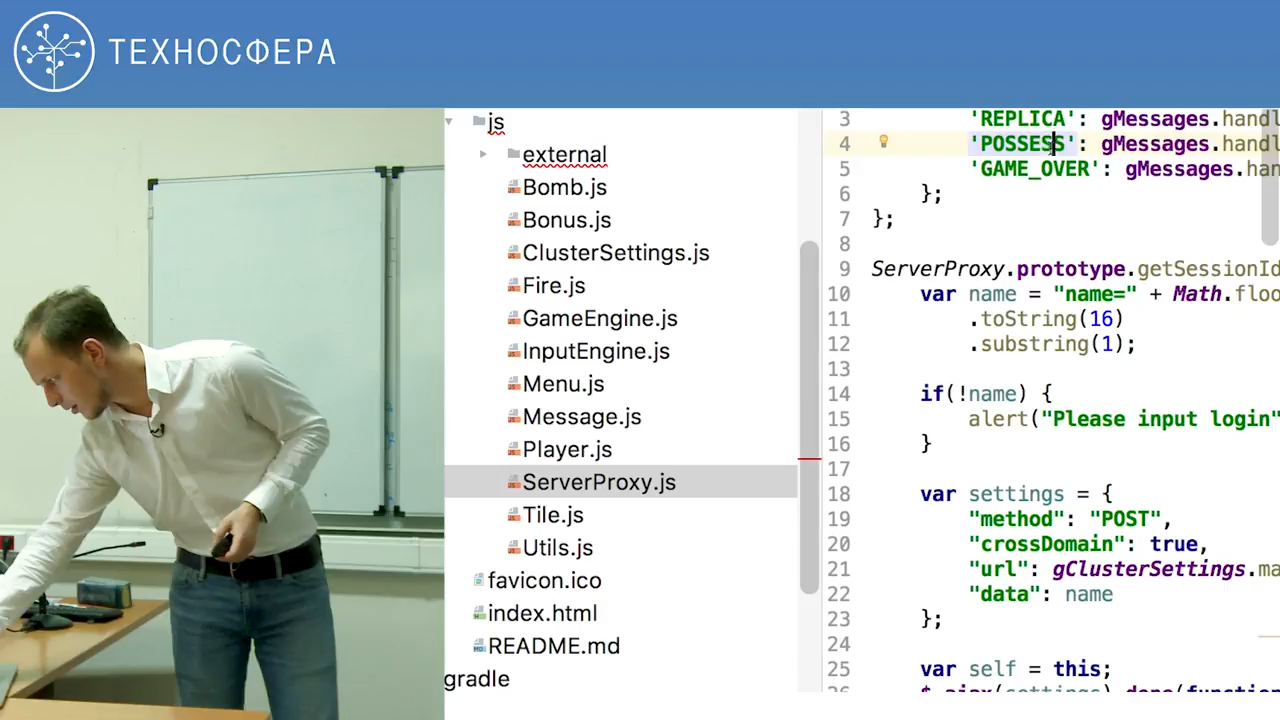 ТЕХНОСФЕРА
js
external
Bomb.js
Bonus.js
ClusterSettings.js
Fire.js
GameEngine.js
InputEngine.js
Menu.js
Message.js
Player.js
ServerProxy.js
Tile.js
Utils.js
favicon.ico
index.html
README.md
gradle
3 'REPLICA': gMessages.handl
4 'POSSESS': gMessages.handl
5 'GAME_OVER': gMessages.han
6 };
7 };
8
9 ServerProxy.prototype.getSessionId
10 var name = "name=" + Math.floo
11 .toString(16)
12 .substring(1);
13
14 if(!name) {
15 alert("Please input login"
16 }
17
18 var settings = {
19 "method": "POST",
20 "crossDomain": true,
21 "url": gClusterSettings.ma
22 "data": name
23 };
24
25 var self = this;
26 $.ajax(settings).done(function